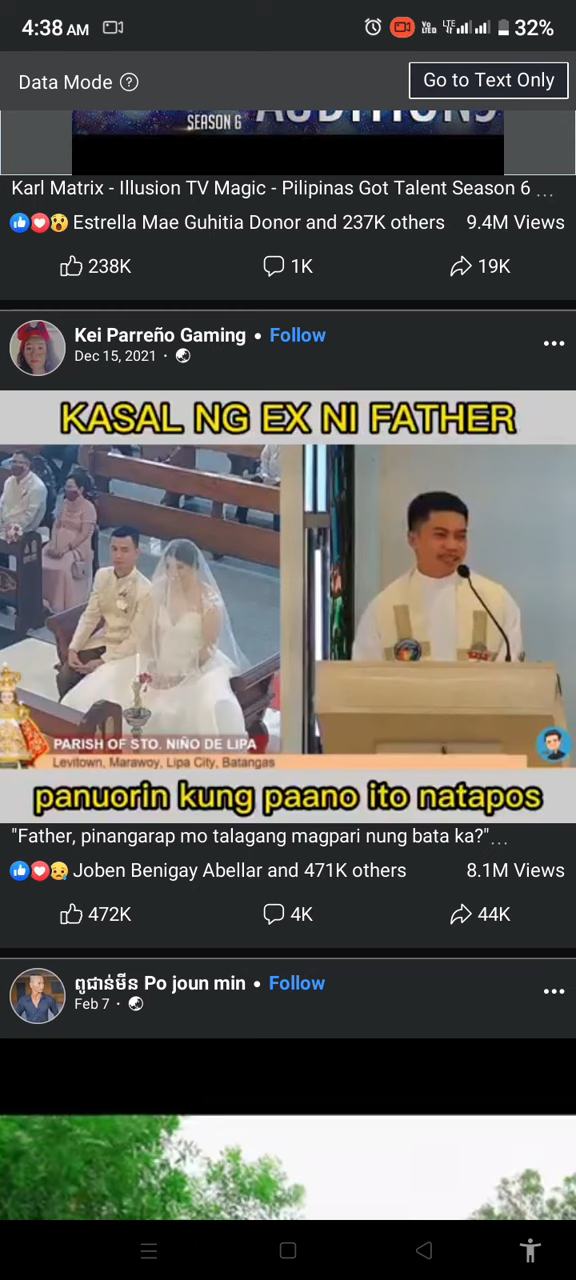 4:38 AM
Vo LTE LTE 32%
Data Mode ?
Go to Text Only
SEASON 6 AUDITIONS
Karl Matrix - Illusion TV Magic - Pilipinas Got Talent Season 6 ...
Estrella Mae Guhitia Donor and 237K others 9.4M Views
238K 1K 19K
Kei Parreño Gaming • Follow
Dec 15, 2021 ·
KASAL NG EX NI FATHER
PARISH OF STO. NIÑO DE LIPA
Levitown, Marawoy, Lipa City, Batangas
panuorin kung paano ito natapos
"Father, pinangarap mo talagang magpari nung bata ka?"...
Joben Benigay Abellar and 471K others 8.1M Views
472K 4K 44K
ពូជាន់មីន Po joun min • Follow
Feb 7 ·